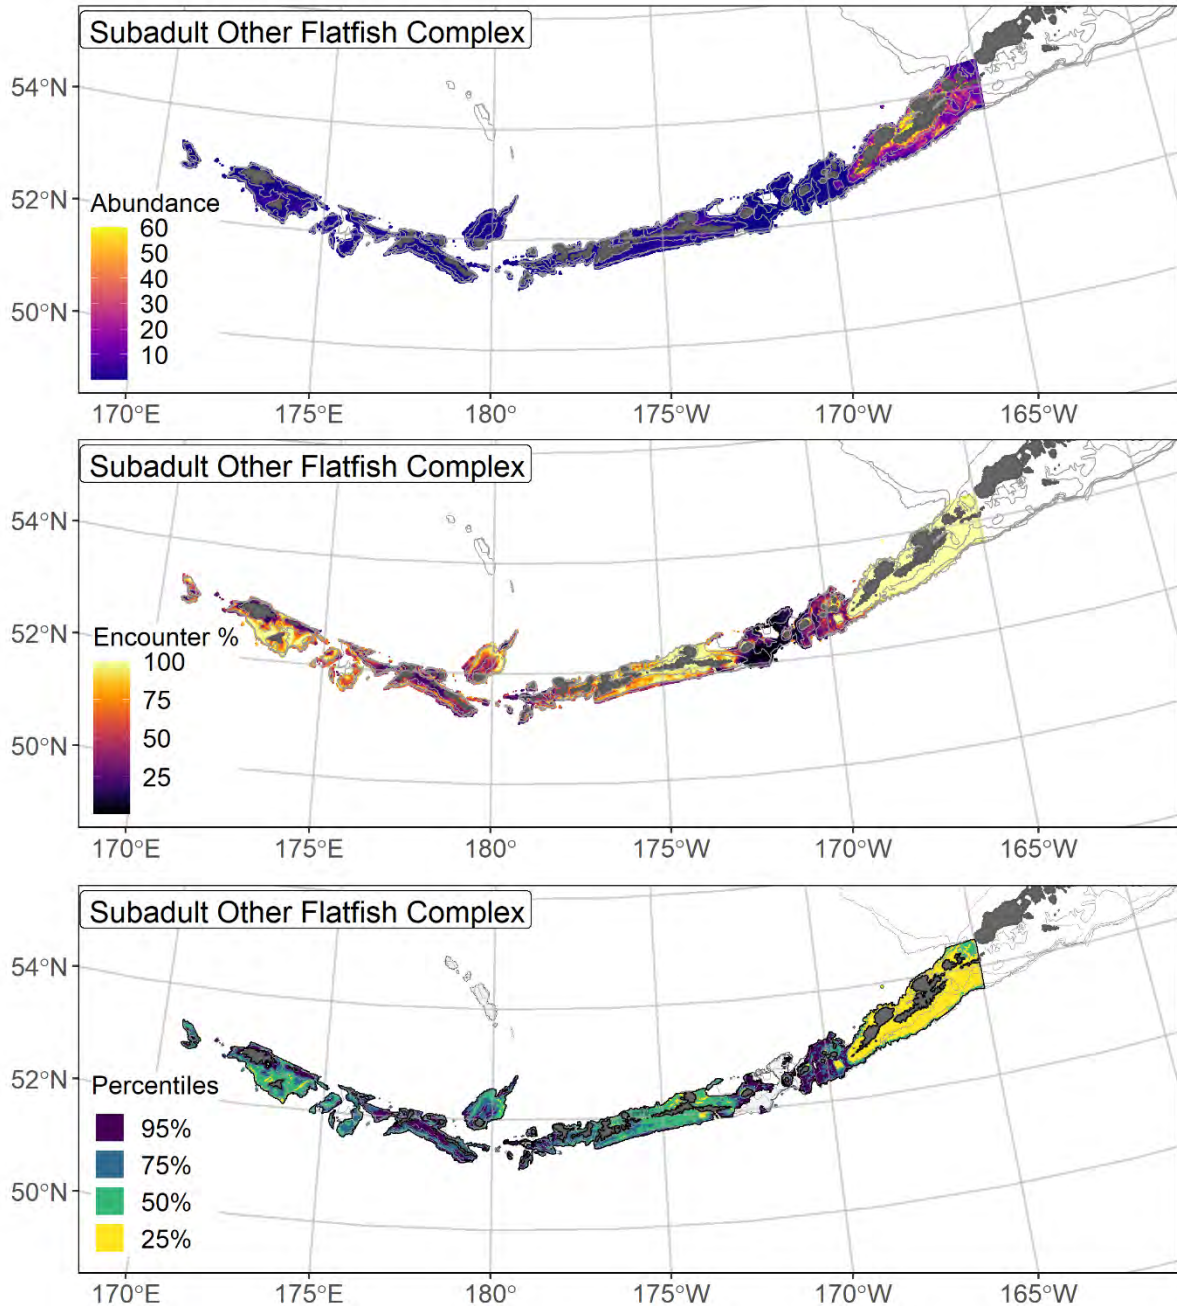 Subadult Other Flatfish Complex
54°N
52°N
50°N
Abundance
60
50
40
30
20
10
170°E 175°E 180° 175°W 170°W 165°W
Subadult Other Flatfish Complex
54°N
52°N
50°N
Encounter %
100
75
50
25
170°E 175°E 180° 175°W 170°W 165°W
Subadult Other Flatfish Complex
54°N
52°N
50°N
Percentiles
95%
75%
50%
25%
170°E 175°E 180° 175°W 170°W 165°W